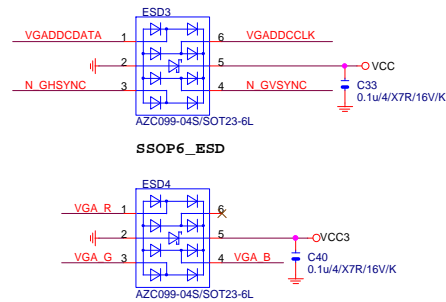 ESD3
VGADDCDATA 1 6 VGADDCCLK
2 5 VCC
N_GHSYNC 3 4 N_GVSYNC
C33
0.1u/4/X7R/16V/K
AZC099-04S/SOT23-6L
SSOP6_ESD
ESD4
VGA_R 1 6
2 5 VCC3
VGA_G 3 4 VGA_B
C40
0.1u/4/X7R/16V/K
AZC099-04S/SOT23-6L